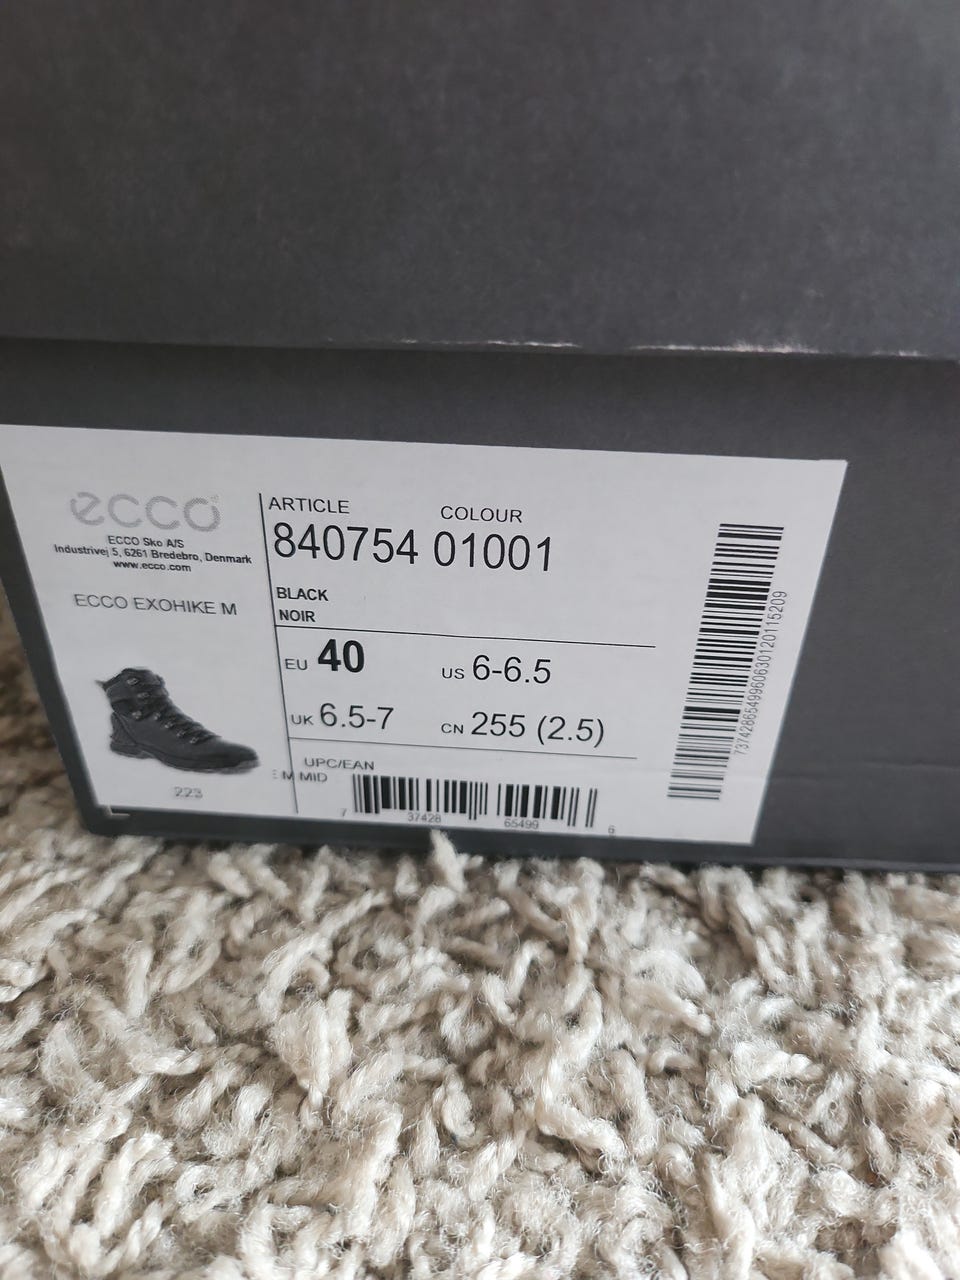 ecco
ECCO Sko A/S
Industrivej 5, 6261 Bredebro, Denmark
www.ecco.com
ECCO EXOHIKE M
223
ARTICLE COLOUR
840754 01001
BLACK
NOIR
EU 40 US 6-6.5
UK 6.5-7 CN 255 (2.5)
UPC/EAN
M MID
7 37428 65499 6
737428654996063012011520​9